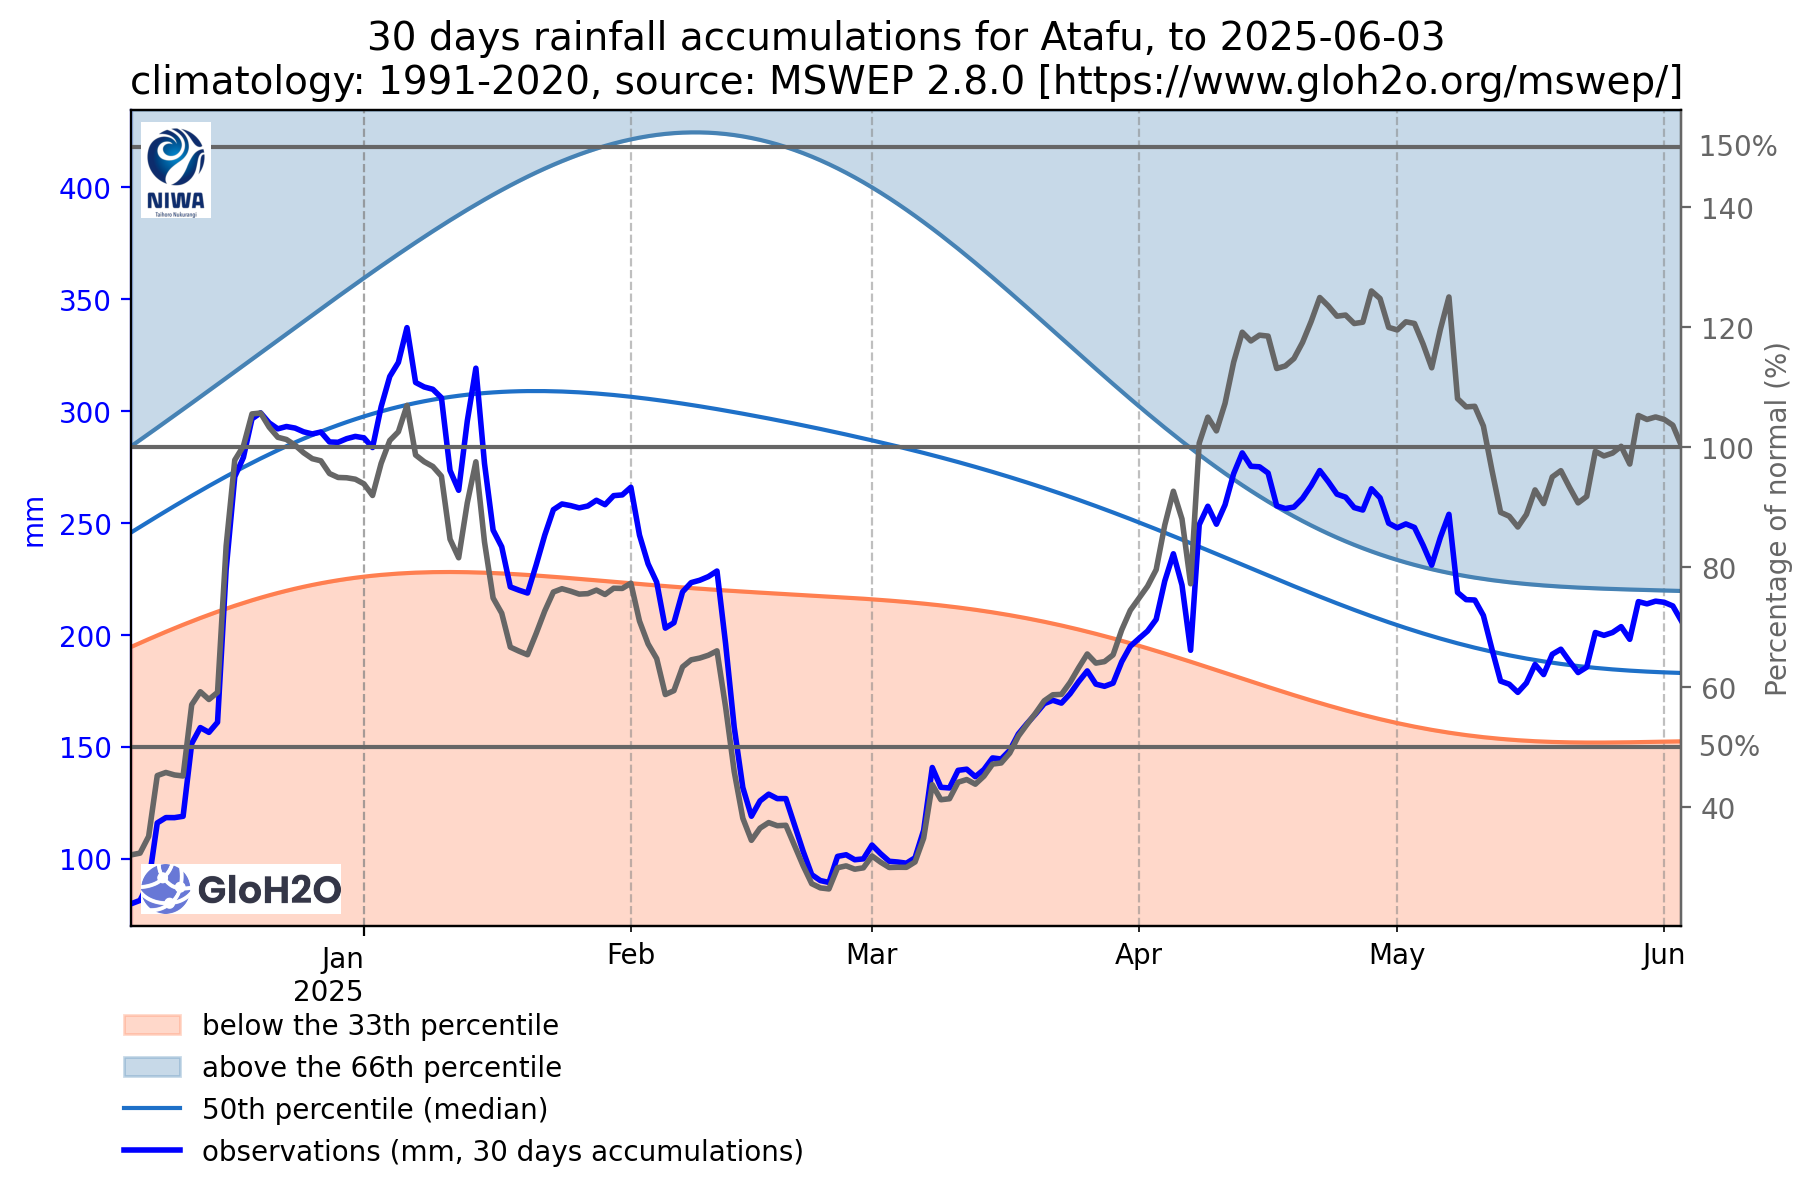 30 days rainfall accumulations for Atafu, to 2025-06-03
climatology: 1991-2020, source: MSWEP 2.8.0 [https://www.gloh2o.org/mswep/]
NIWA
Taihoro Nukurangi
400
350
300
250
200
150
100
mm
150%
140
120
100
80
60
50%
40
Percentage of normal (%)
GloH2O
Jan
2025
Feb
Mar
Apr
May
Jun
below the 33th percentile
above the 66th percentile
50th percentile (median)
observations (mm, 30 days accumulations)